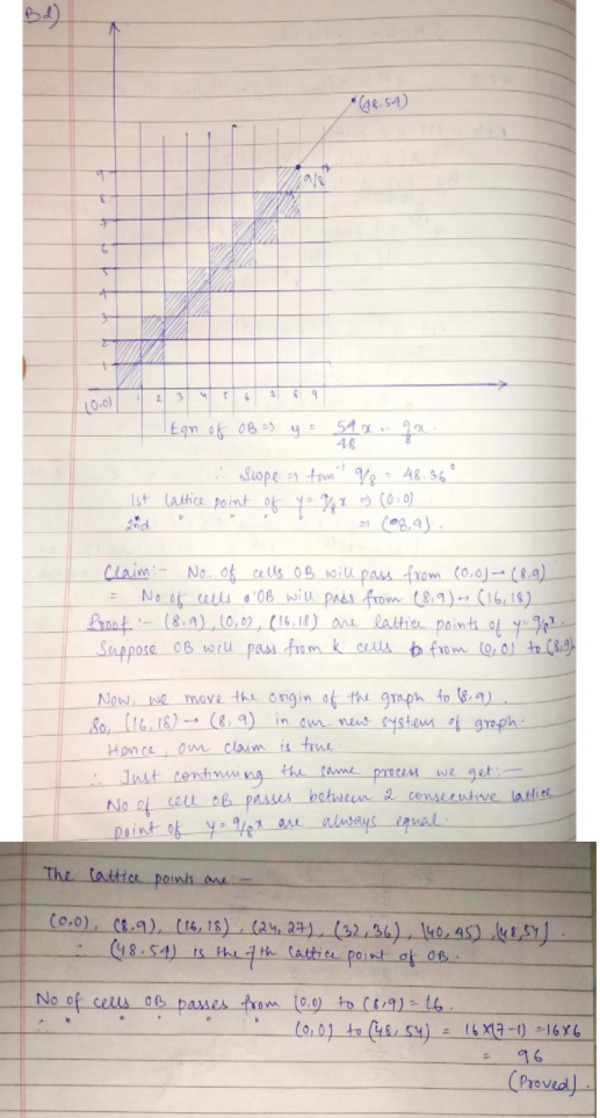 B2)
(48.54)
9
9/8 x
8
7
6
5
4
3
2
1
(0,0) 1 2 3 4 5 6 7 8 9
Eqn of OB => y = 54/48 x = 9/8 x.
∴ Slope => tan⁻¹ 9/8 = 48.36°
1st lattice point of y = 9/8 x => (0.0)
2nd " " " " => (8,9).
Claim:- No. of cells OB will pass from (0,0) → (8,9)
= No of cells OB will pass from (8,9) → (16,18)
Proof :- (8,9), (0,0), (16,18) are lattice points of y = 9/8 x.
Suppose OB will pass from k cells from (0,0) to (8,9)
Now, we move the origin of the graph to (8,9).
So, (16,18) → (8,9) in our new system of graph.
Hence, our claim is true.
∴ Just continuing the same process we get:-
No of cell OB passes between 2 consecutive lattice
point of y = 9/8 x are always equal.
The lattice points are:-
(0,0), (8.9), (16,18), (24,27), (32,36), (40,45), (48,54).
∴ (48.54) is the 7th lattice point of OB.
No of cells OB passes from (0.0) to (8,9) = 16.
∴ " " " " " (0,0) to (48,54) = 16x(7-1) = 16x6
= 96
(Proved).